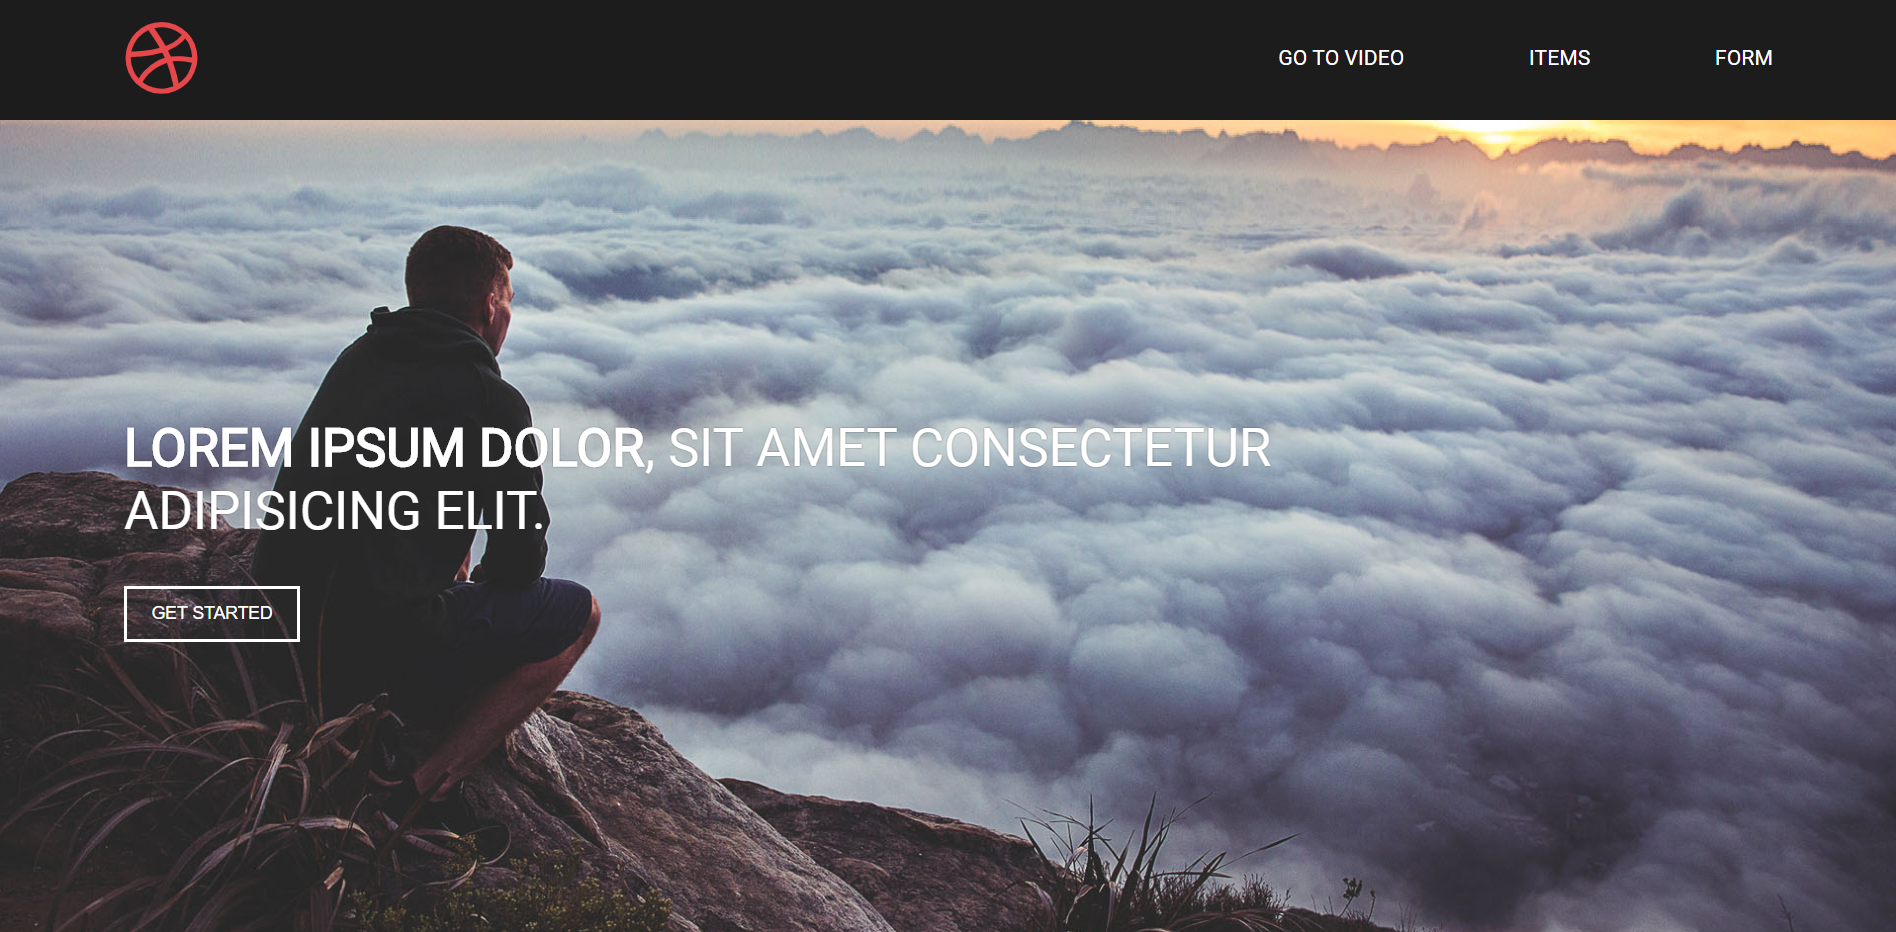 GO TO VIDEO ITEMS FORM
LOREM IPSUM DOLOR, SIT AMET CONSECTETUR
ADIPISICING ELIT.
GET STARTED